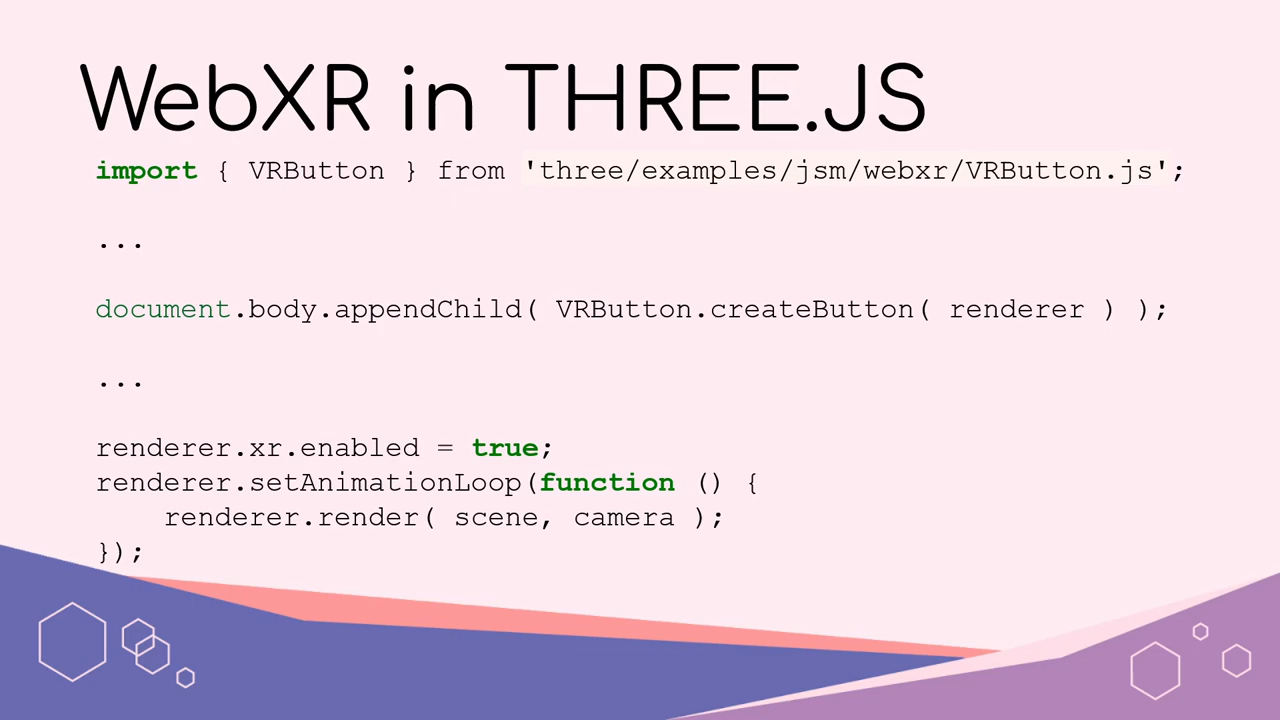 WebXR in THREE.JS
import { VRButton } from 'three/examples/jsm/webxr/VRButton.js';
...
document.body.appendChild( VRButton.createButton( renderer ) );
...
renderer.xr.enabled = true;
renderer.setAnimationLoop(function () {
    renderer.render( scene, camera );
});